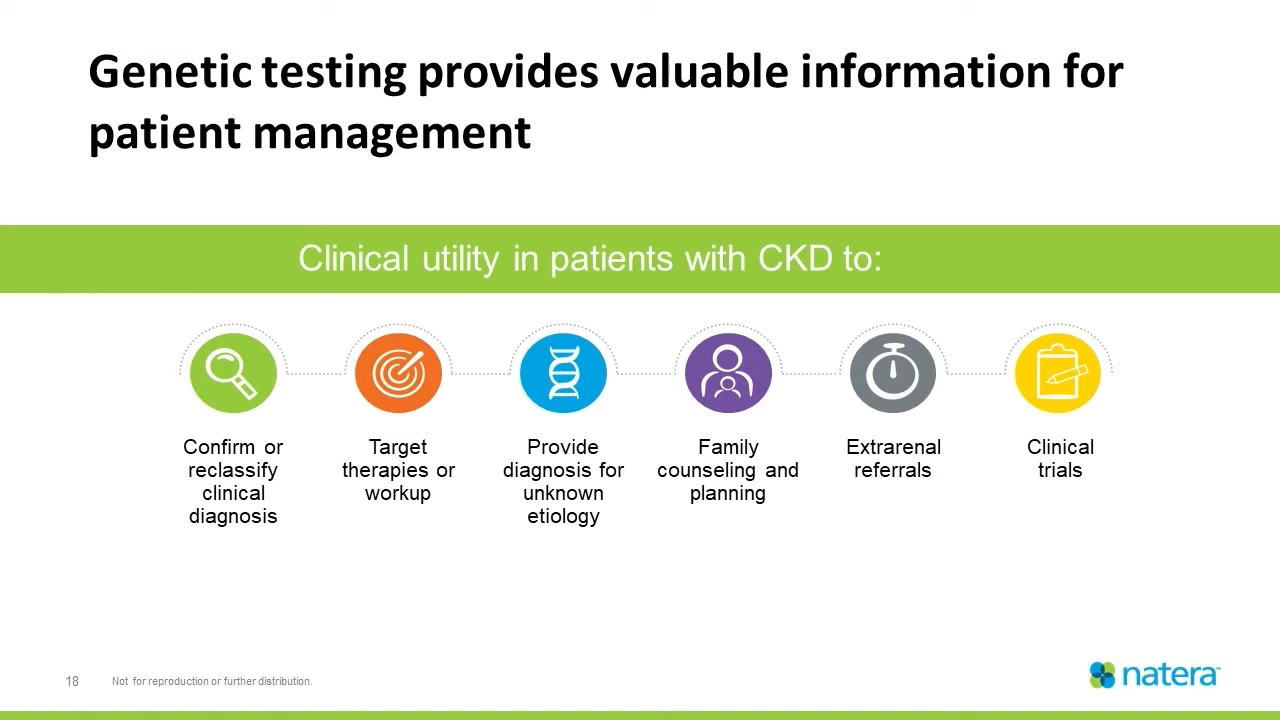 Genetic testing provides valuable information for
patient management
Clinical utility in patients with CKD to:
Confirm or
reclassify
clinical
diagnosis
Target
therapies or
workup
Provide
diagnosis for
unknown
etiology
Family
counseling and
planning
Extrarenal
referrals
Clinical
trials
18
Not for reproduction or further distribution.
natera™